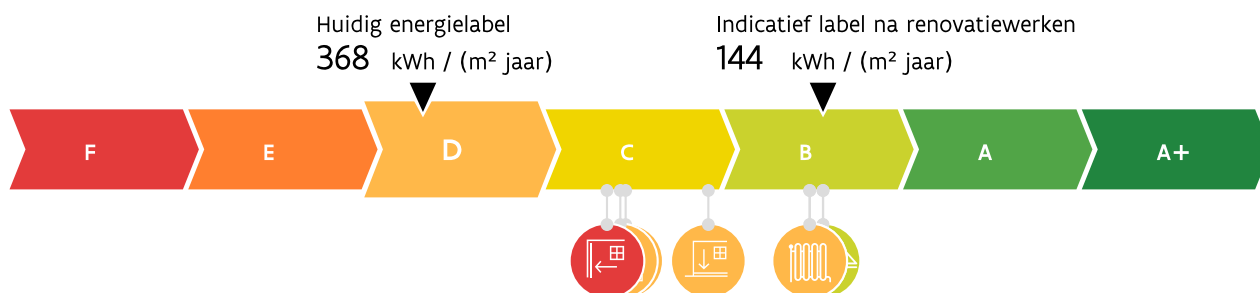 Huidig energielabel
368 kWh / (m² jaar)
Indicatief label na renovatiewerken
144 kWh / (m² jaar)
F E D C B A A+